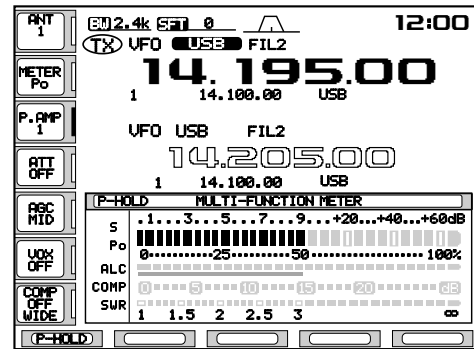 ANT
1
METER
Po
P.AMP
1
ATT
OFF
AGC
MID
VOX
OFF
COMP
OFF
WIDE
BW 2.4k SFT 0
12:00
TX VFO USB FIL2
14.195.00
1 14.100.00 USB
VFO USB FIL2
14.205.00
1 14.100.00 USB
P-HOLD MULTI-FUNCTION METER
S .1...3...5...7...9...+20...+40...+60dB
Po 0 25 50 100%
ALC
COMP 0 5 10 15 20 dB
SWR 1 1.5 2 2.5 3 ∞
P-HOLD